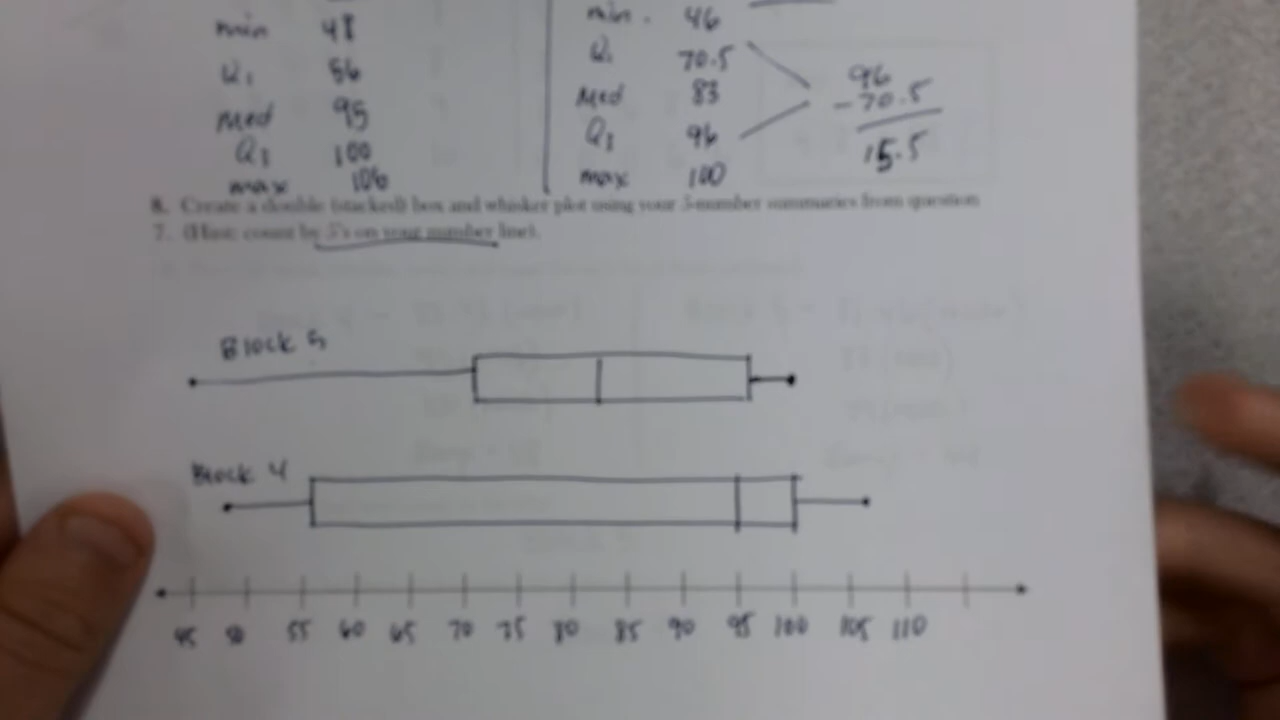 min 48
Q1 56
Med 95
Q3 100
max 106
min. 46
Q1 70.5
Med 83
Q3 96
max 100
96
-70.5
15.5
8. Create a double (stacked) box and whisker plot using your 5-number summaries from question
7. (Hint: count by 5's on your number line).
Block 5
Block 4
45 50 55 60 65 70 75 80 85 90 95 100 105 110